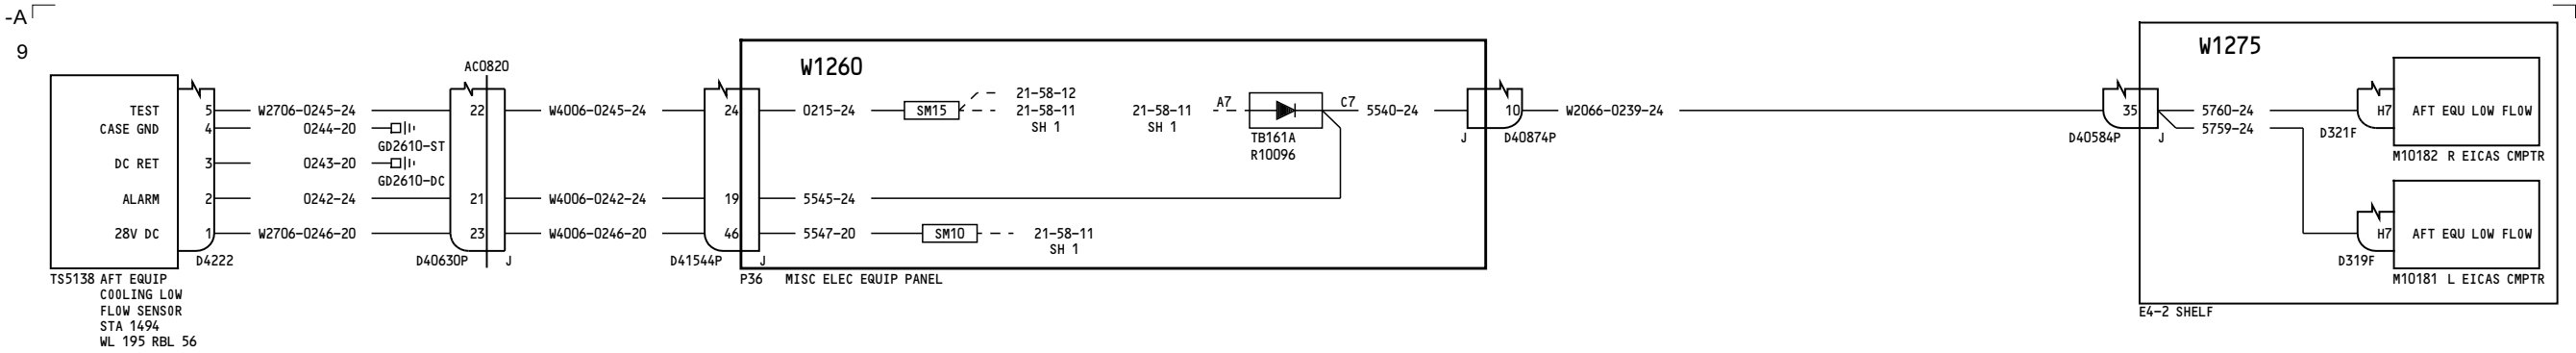 -A
9
AC0820
W1260
W1275
TEST 5 W2706-0245-24 22 W4006-0245-24 24 0215-24 SM15 21-58-12
21-58-11
SH 1
21-58-11
SH 1
A7 C7 5540-24 10 W2066-0239-24 35 5760-24 H7 AFT EQU LOW FLOW
TB161A
R10096
J D40874P D40584P J 5759-24 D321F
M10182 R EICAS CMPTR
CASE GND 4 0244-20
GD2610-ST
DC RET 3 0243-20
GD2610-DC
ALARM 2 0242-24 21 W4006-0242-24 19 5545-24
28V DC 1 W2706-0246-20 23 W4006-0246-20 46 5547-20 SM10 21-58-11
SH 1
H7 AFT EQU LOW FLOW
D4222 D40630P J D41544P J D319F
TS5138 AFT EQUIP
COOLING LOW
FLOW SENSOR
STA 1494
WL 195 RBL 56
P36 MISC ELEC EQUIP PANEL
M10181 L EICAS CMPTR
E4-2 SHELF